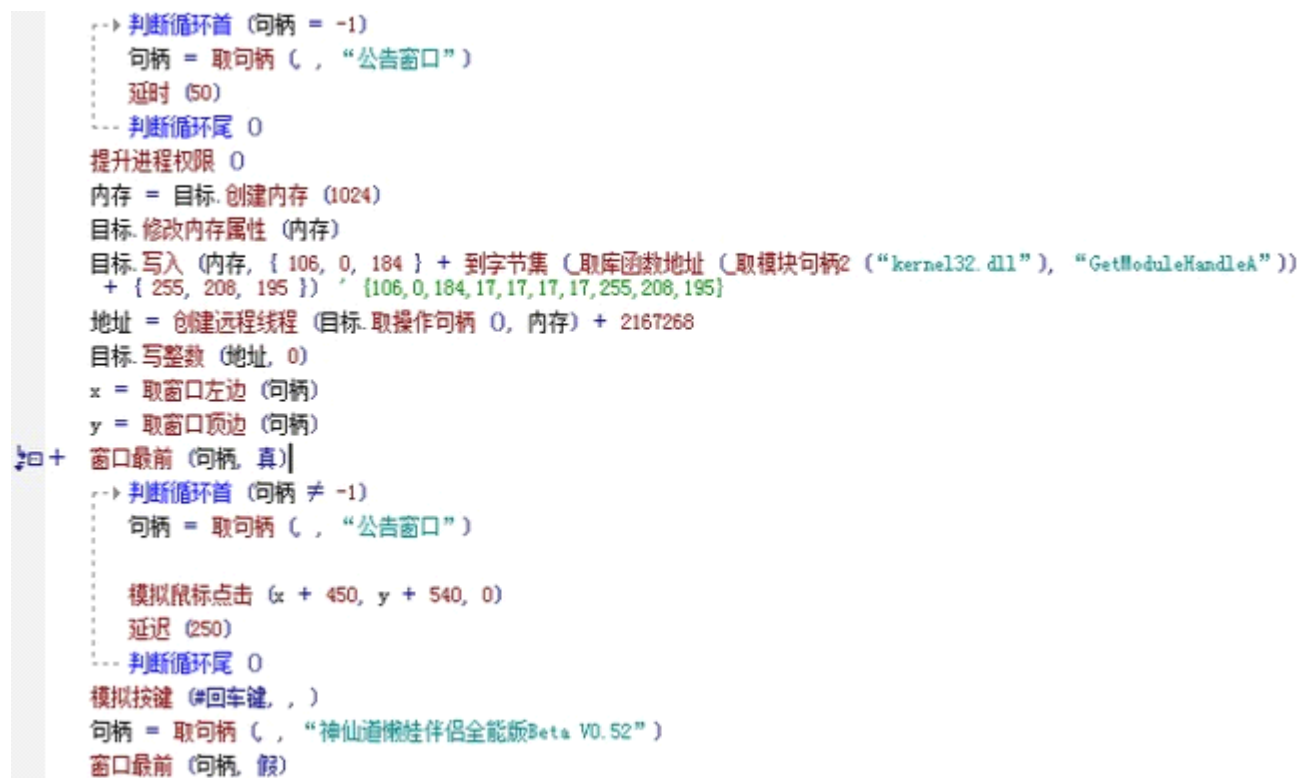 判断循环首 (句柄 = -1)
句柄 = 取句柄 ( , , “公告窗口”)
延时 (50)
判断循环尾 ()
提升进程权限 ()
内存 = 目标.创建内存 (1024)
目标.修改内存属性 (内存)
目标.写入 (内存, { 106, 0, 184 } + 到字节集 (_取库函数地址 (_取模块句柄2 (“kernel32.dll”), “GetModuleHandleA”))
+ { 255, 208, 195 }) ' {106,0,184,17,17,17,17,255,208,195}
地址 = 创建远程线程 (目标.取操作句柄 (), 内存) + 2167268
目标.写整数 (地址, 0)
x = 取窗口左边 (句柄)
y = 取窗口顶边 (句柄)
+ 窗口最前 (句柄, 真)
判断循环首 (句柄 ≠ -1)
句柄 = 取句柄 ( , , “公告窗口”)
模拟鼠标点击 (x + 450, y + 540, 0)
延迟 (250)
判断循环尾 ()
模拟按键 (#回车键, , )
句柄 = 取句柄 ( , , “神仙道懒娃伴侣全能版Beta V0.52”)
窗口最前 (句柄, 假)